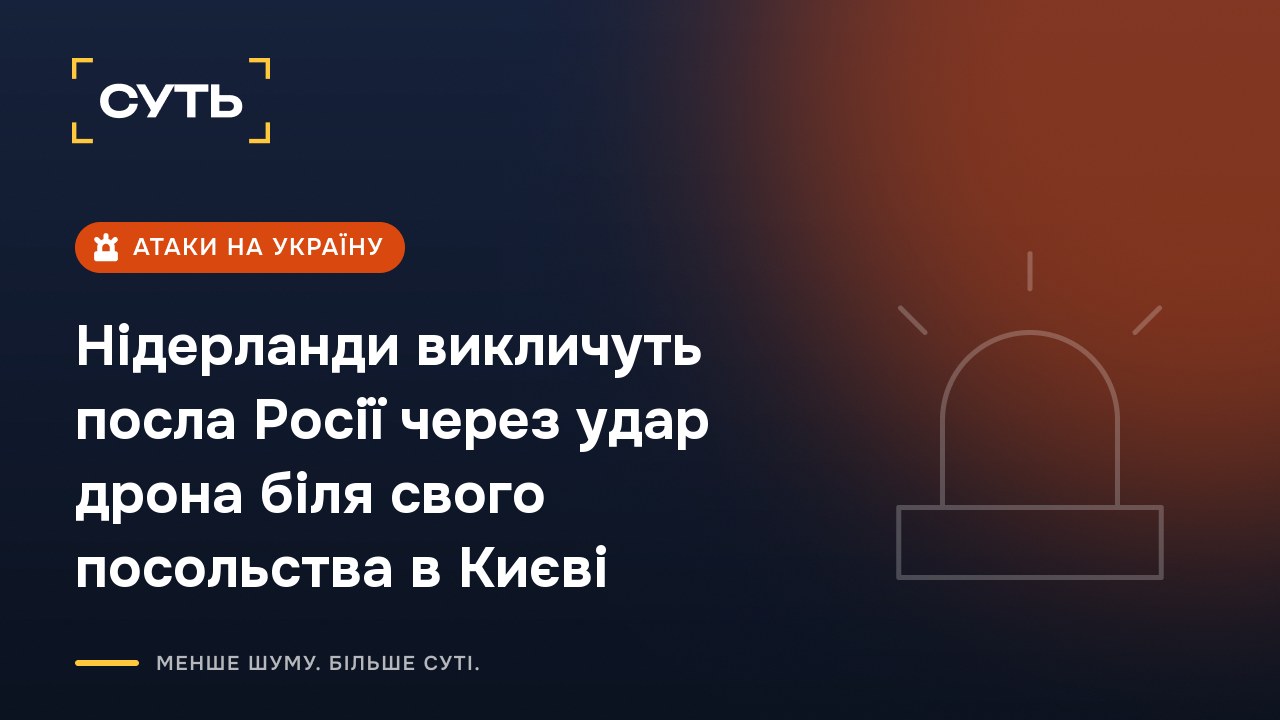 СУТЬ
АТАКИ НА УКРАЇНУ
Нідерланди викличуть
посла Росії через удар
дрона біля свого
посольства в Києві
МЕНШЕ ШУМУ. БІЛЬШЕ СУТІ.